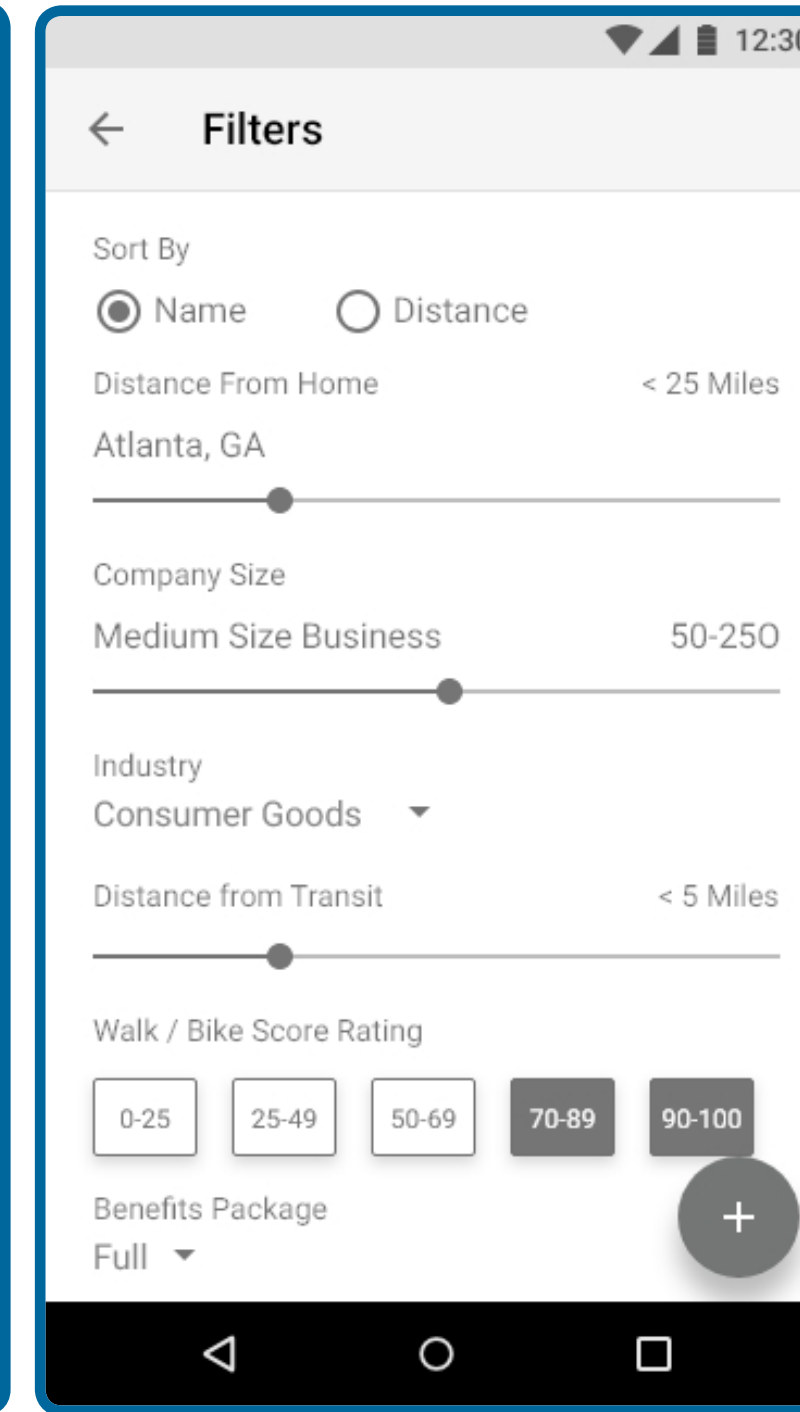 12:30
Filters
Sort By
Name Distance
Distance From Home < 25 Miles
Atlanta, GA
Company Size
Medium Size Business 50-25O
Industry
Consumer Goods
Distance from Transit < 5 Miles
Walk / Bike Score Rating
0-25 25-49 50-69 70-89 90-100
Benefits Package
Full
+